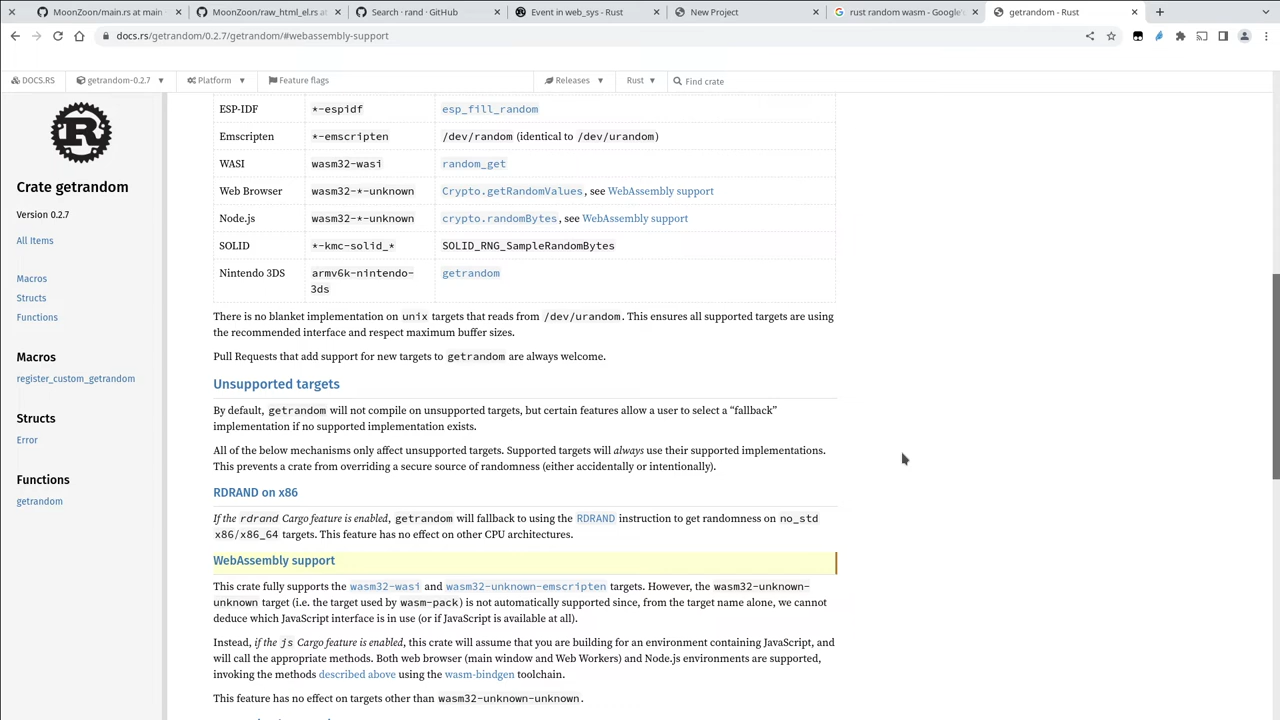 MoonZoon/main.rs at main
MoonZoon/raw_html_el.rs at
Search · rand · GitHub
Event in web_sys - Rust
New Project
rust random wasm - Google
getrandom - Rust
docs.rs/getrandom/0.2.7/getrandom/#webassembly-support
DOCS.RS
getrandom-0.2.7
Platform
Feature flags
Releases
Rust
Find crate
Crate getrandom
Version 0.2.7
All Items
Macros
Structs
Functions
Macros
register_custom_getrandom
Structs
Error
Functions
getrandom
ESP-IDF *-espidf esp_fill_random
Emscripten *-emscripten /dev/random (identical to /dev/urandom)
WASI wasm32-wasi random_get
Web Browser wasm32-*-unknown Crypto.getRandomValues, see WebAssembly support
Node.js wasm32-*-unknown crypto.randomBytes, see WebAssembly support
SOLID *-kmc-solid_* SOLID_RNG_SampleRandomBytes
Nintendo 3DS armv6k-nintendo- getrandom
3ds
There is no blanket implementation on unix targets that reads from /dev/urandom. This ensures all supported targets are using
the recommended interface and respect maximum buffer sizes.
Pull Requests that add support for new targets to getrandom are always welcome.
Unsupported targets
By default, getrandom will not compile on unsupported targets, but certain features allow a user to select a “fallback”
implementation if no supported implementation exists.
All of the below mechanisms only affect unsupported targets. Supported targets will always use their supported implementations.
This prevents a crate from overriding a secure source of randomness (either accidentally or intentionally).
RDRAND on x86
If the rdrand Cargo feature is enabled, getrandom will fallback to using the RDRAND instruction to get randomness on no_std
x86/x86_64 targets. This feature has no effect on other CPU architectures.
WebAssembly support
This crate fully supports the wasm32-wasi and wasm32-unknown-emscripten targets. However, the wasm32-unknown-
unknown target (i.e. the target used by wasm-pack) is not automatically supported since, from the target name alone, we cannot
deduce which JavaScript interface is in use (or if JavaScript is available at all).
Instead, if the js Cargo feature is enabled, this crate will assume that you are building for an environment containing JavaScript, and
will call the appropriate methods. Both web browser (main window and Web Workers) and Node.js environments are supported,
invoking the methods described above using the wasm-bindgen toolchain.
This feature has no effect on targets other than wasm32-unknown-unknown.